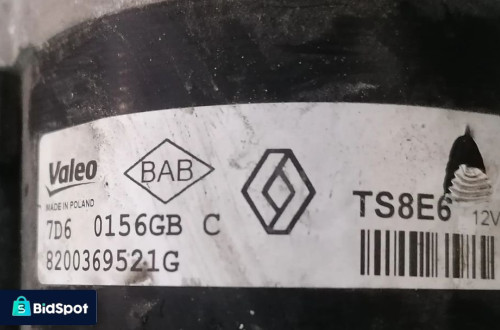 Valeo
MADE IN POLAND
BAB
TS8E6
12V
7D6 0156GB C
8200369521G
BidSpot